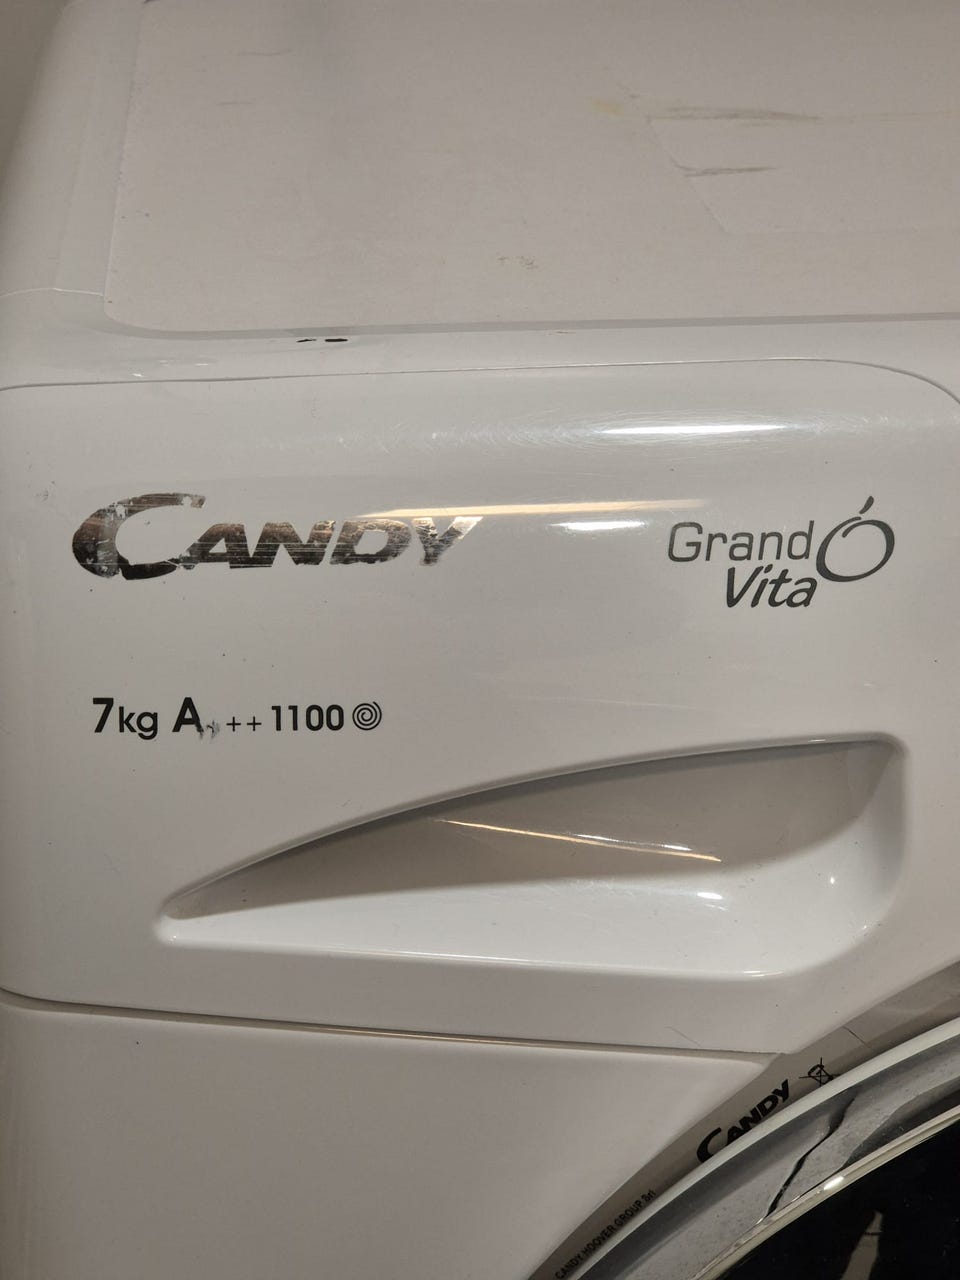 CANDY
Grand Ó
Vita
7kg A +++ 1100
CANDY
CANDY HOOVER GROUP Srl